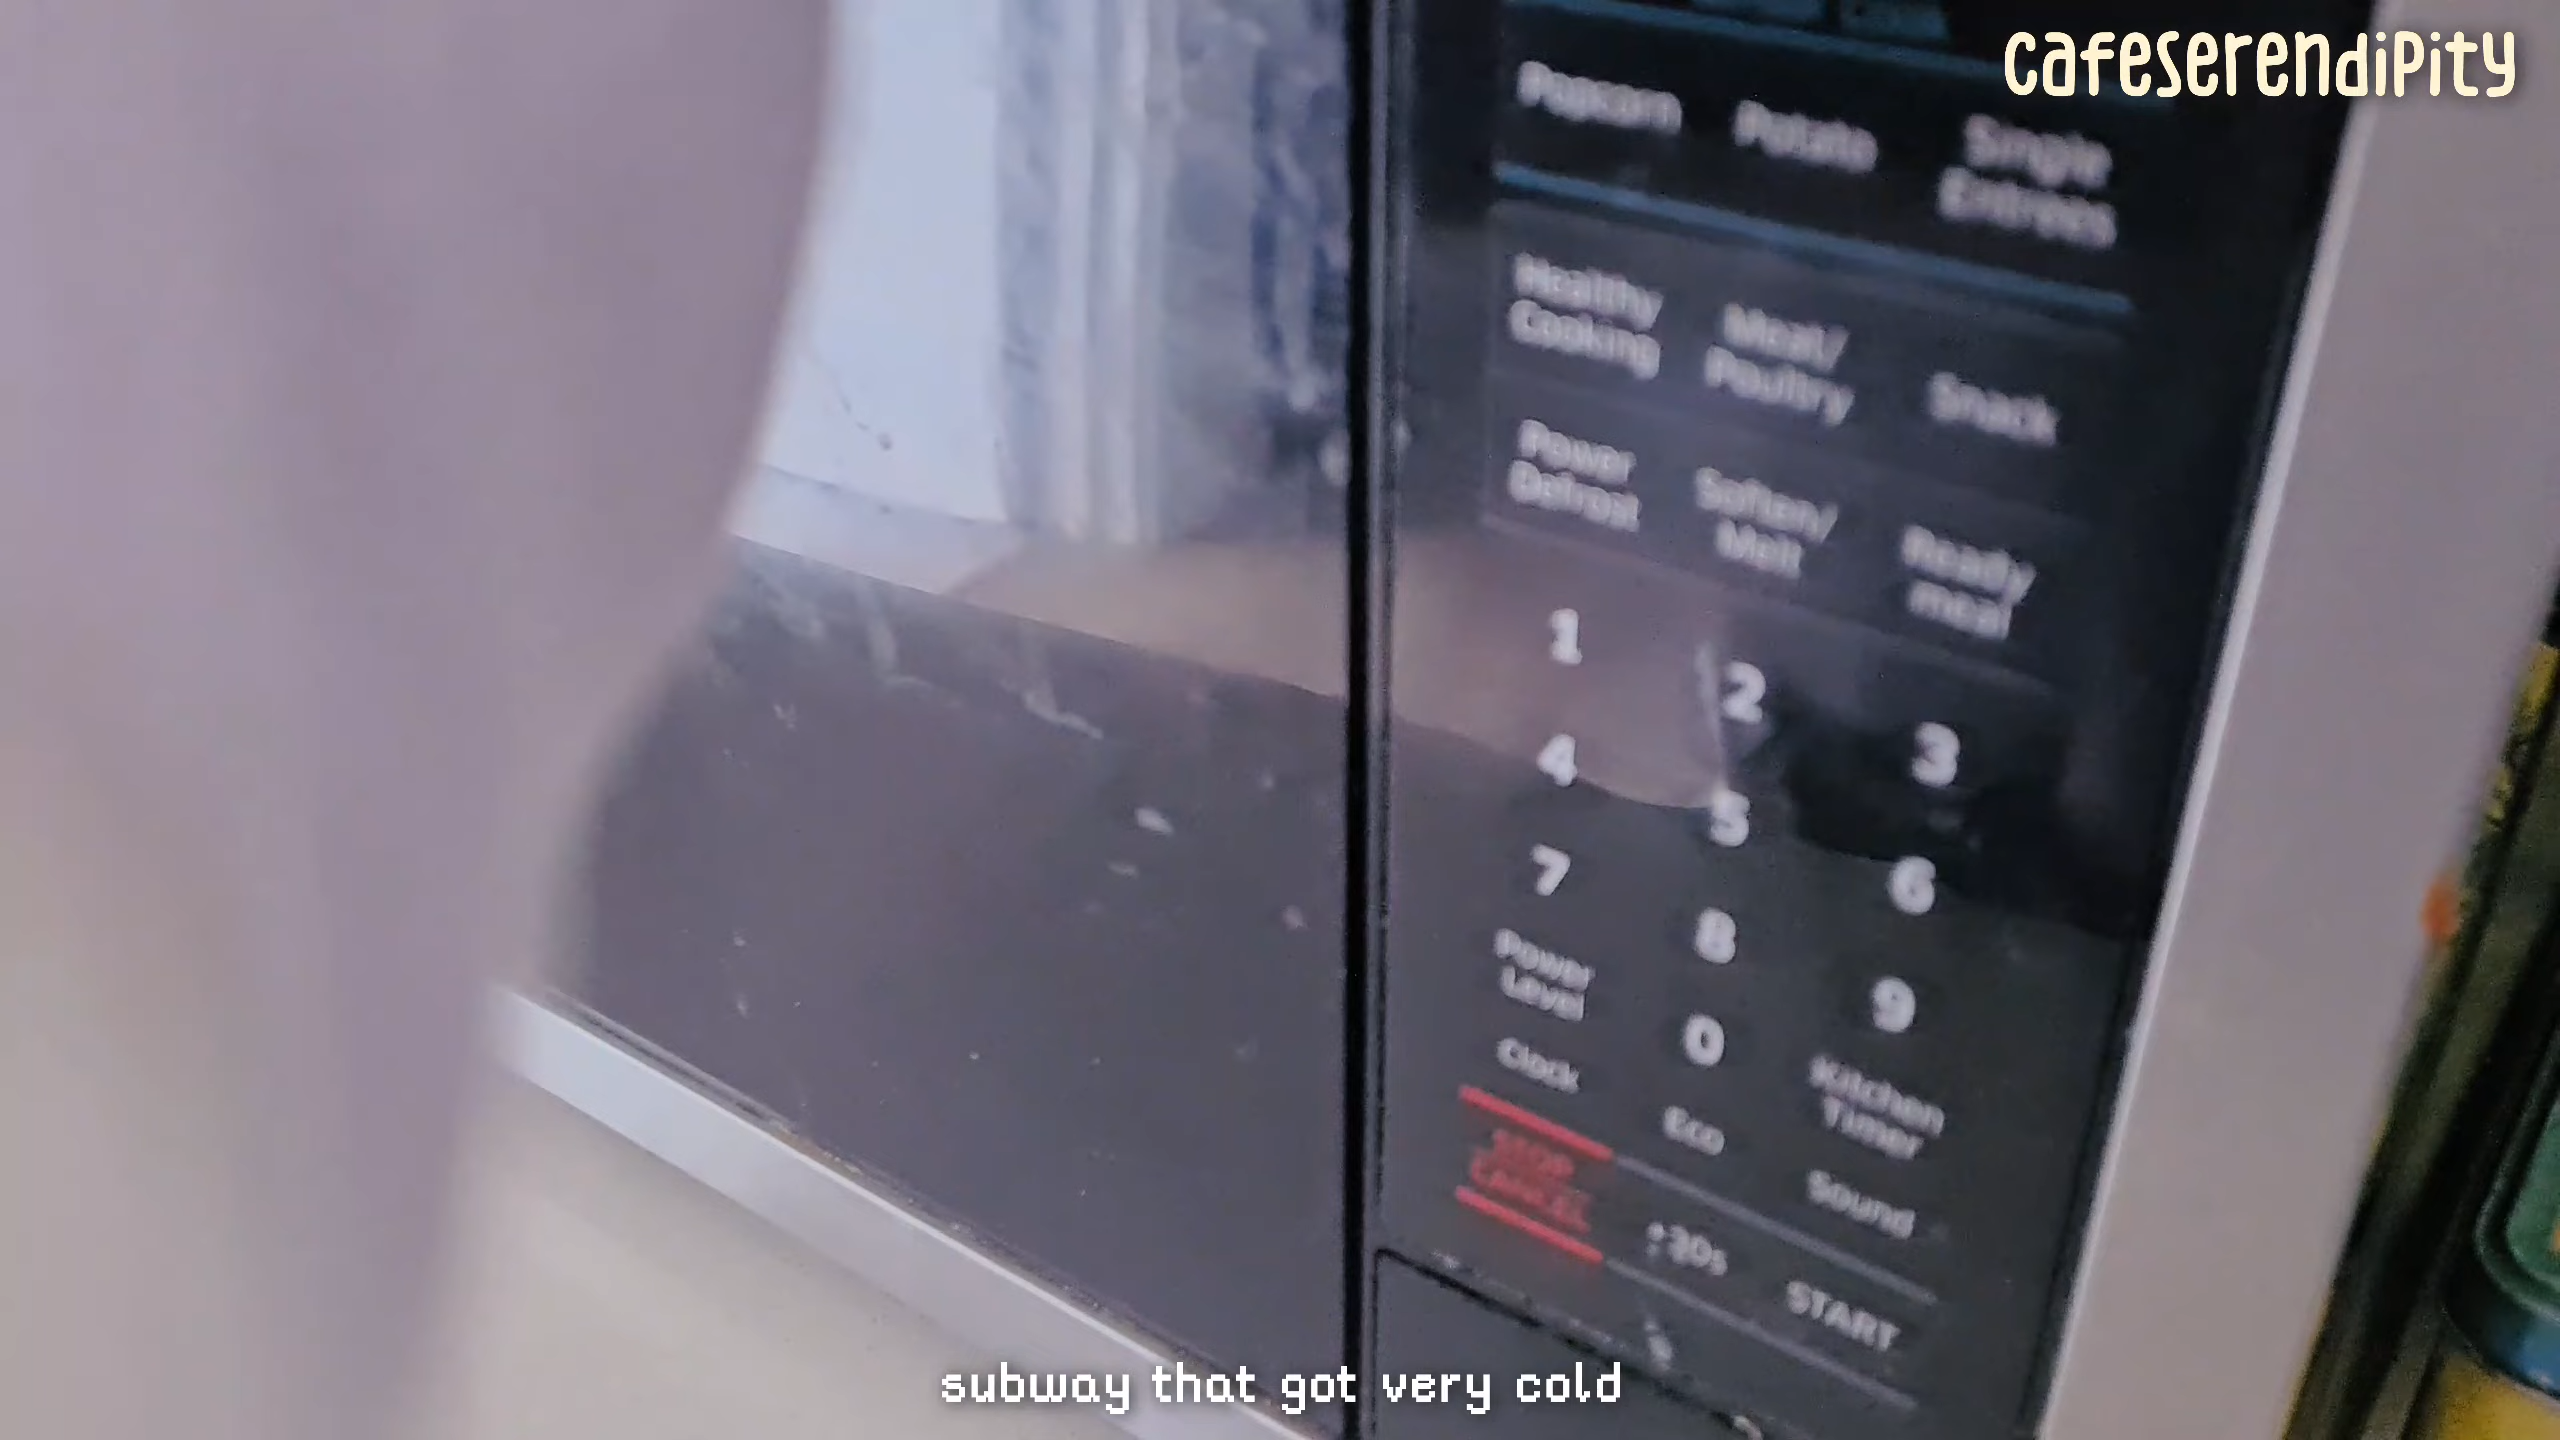 cafeserendipity
Popcorn
Potato
Single
Entrees
Healthy
Cooking
Meat/
Poultry
Snack
Power
Defrost
Soften/
Melt
Ready
meal
1
2
3
4
5
6
7
8
9
Power
Level
0
Kitchen
Timer
Clock
Eco
Sound
STOP
CANCEL
+30s
START
subway that got very cold